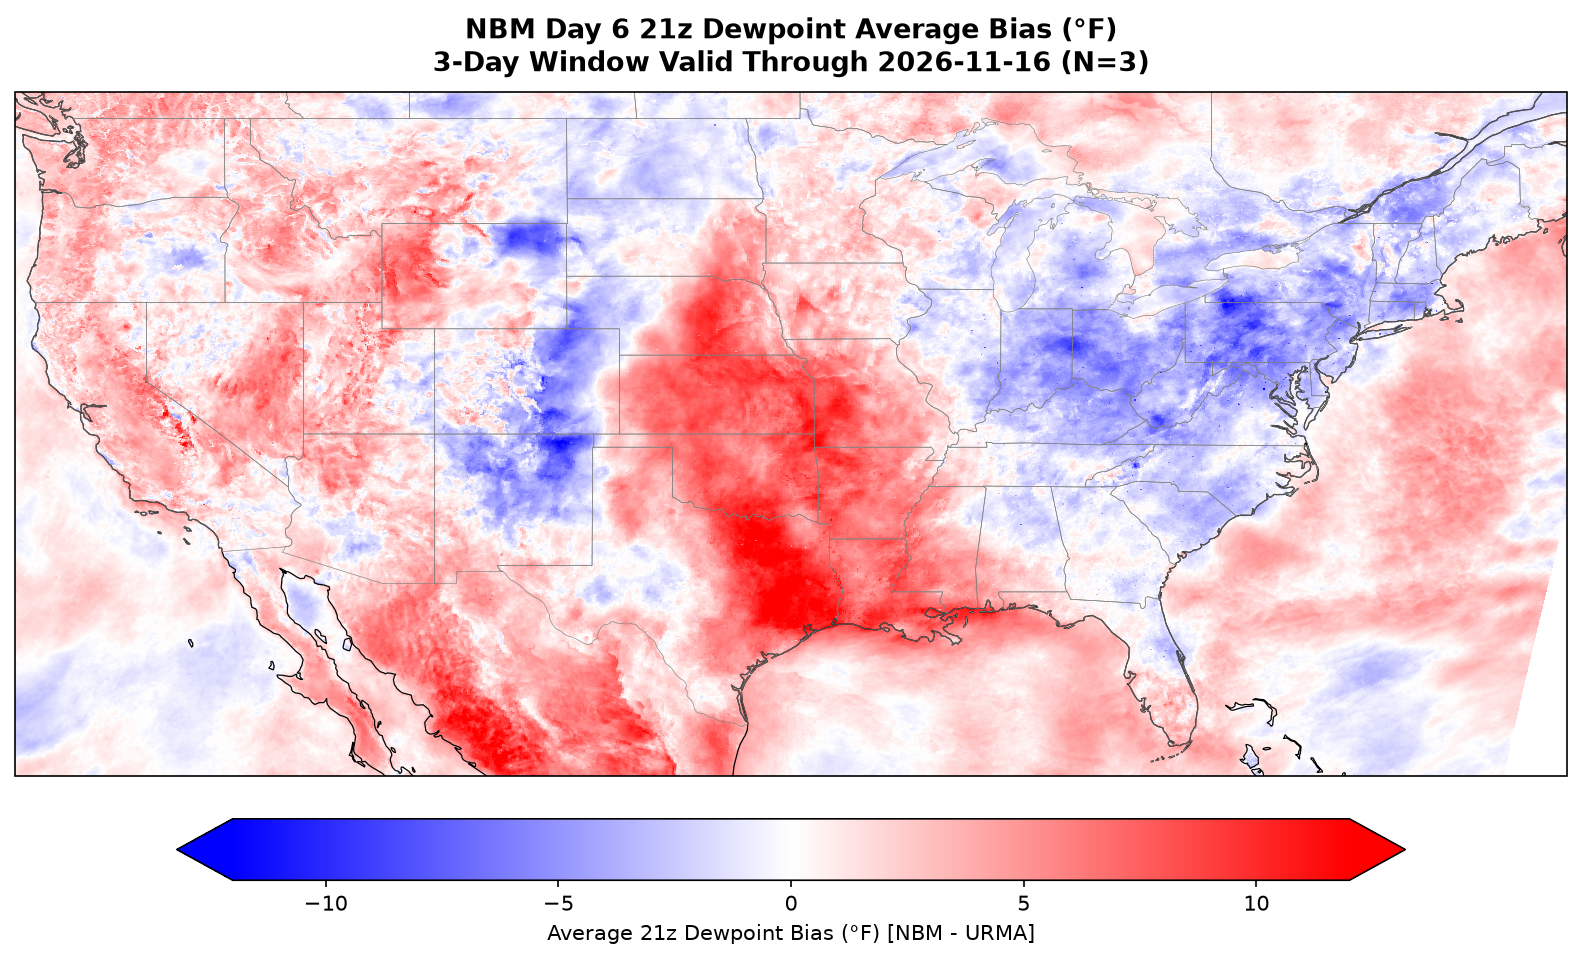 NBM Day 6 21z Dewpoint Average Bias (°F)
3-Day Window Valid Through 2026-11-16 (N=3)
−10 −5 0 5 10
Average 21z Dewpoint Bias (°F) [NBM - URMA]